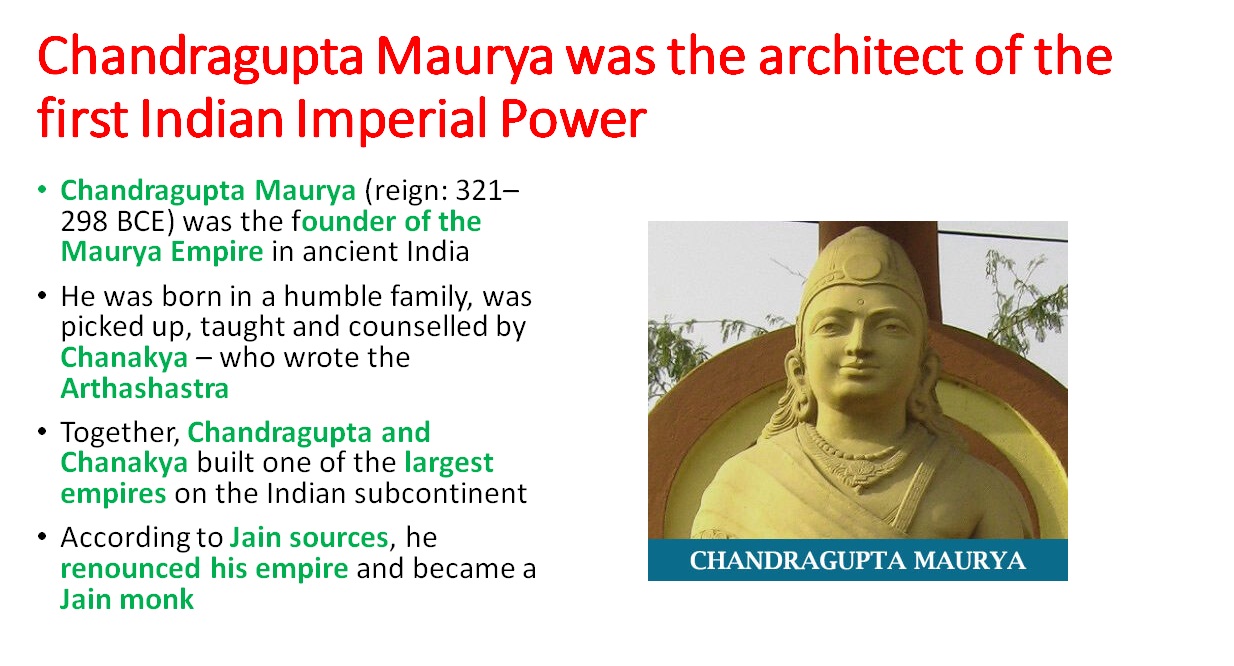 Chandragupta Maurya was the architect of the
first Indian Imperial Power
• Chandragupta Maurya (reign: 321–
298 BCE) was the founder of the
Maurya Empire in ancient India
• He was born in a humble family, was
picked up, taught and counselled by
Chanakya – who wrote the
Arthashastra
• Together, Chandragupta and
Chanakya built one of the largest
empires on the Indian subcontinent
• According to Jain sources, he
renounced his empire and became a
Jain monk
CHANDRAGUPTA MAURYA